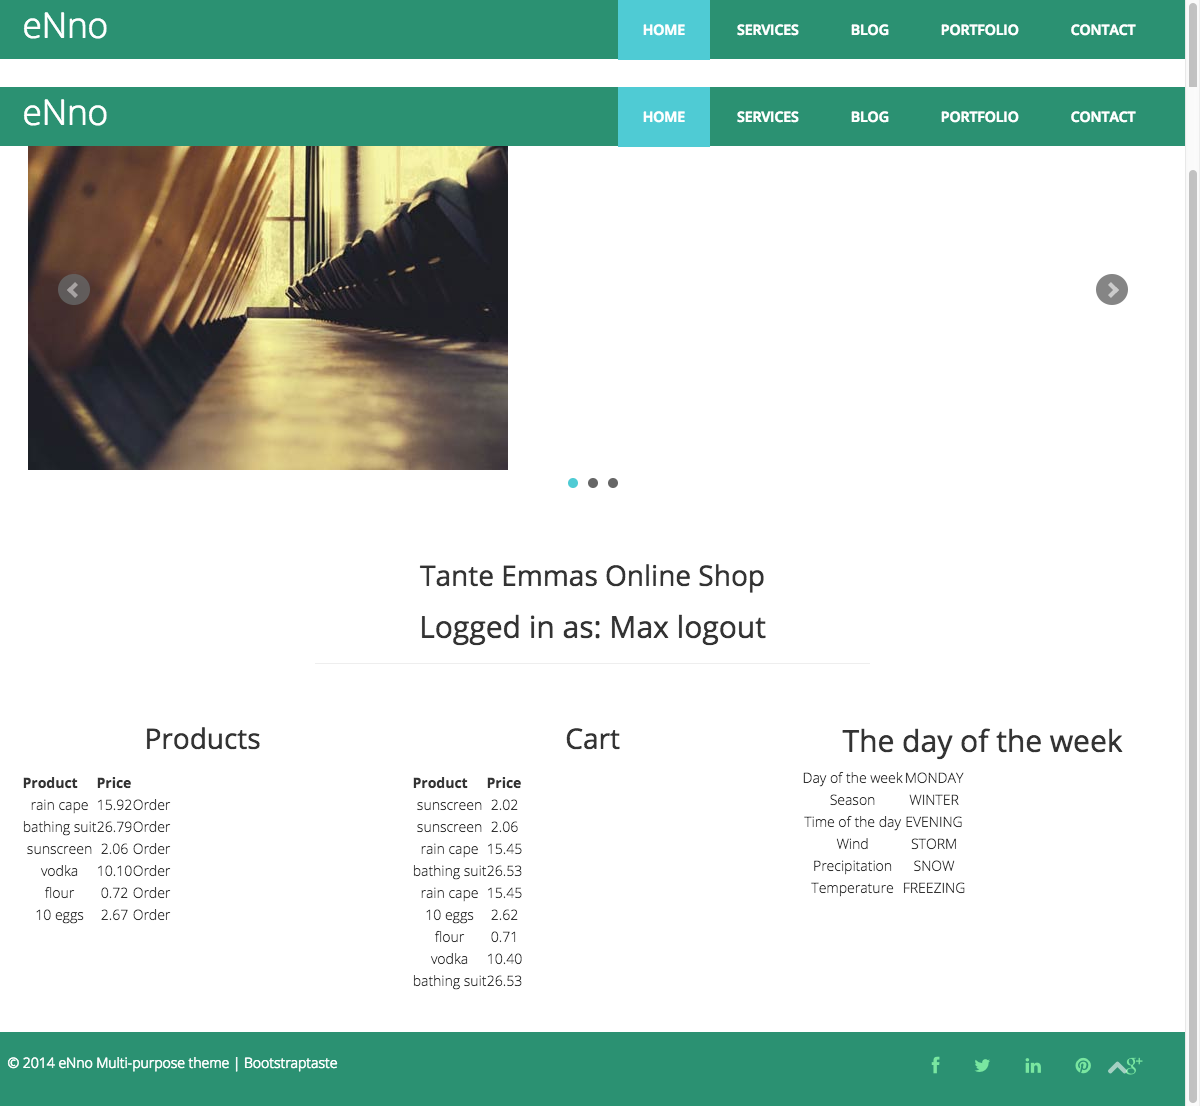 eNno HOME SERVICES BLOG PORTFOLIO CONTACT
eNno HOME SERVICES BLOG PORTFOLIO CONTACT
Tante Emmas Online Shop
Logged in as: Max logout
Products
Product Price
rain cape 15.92 Order
bathing suit 26.79 Order
sunscreen 2.06 Order
vodka 10.10 Order
flour 0.72 Order
10 eggs 2.67 Order
Cart
Product Price
sunscreen 2.02
sunscreen 2.06
rain cape 15.45
bathing suit 26.53
rain cape 15.45
10 eggs 2.62
flour 0.71
vodka 10.40
bathing suit 26.53
The day of the week
Day of the week MONDAY
Season WINTER
Time of the day EVENING
Wind STORM
Precipitation SNOW
Temperature FREEZING
© 2014 eNno Multi-purpose theme | Bootstraptaste